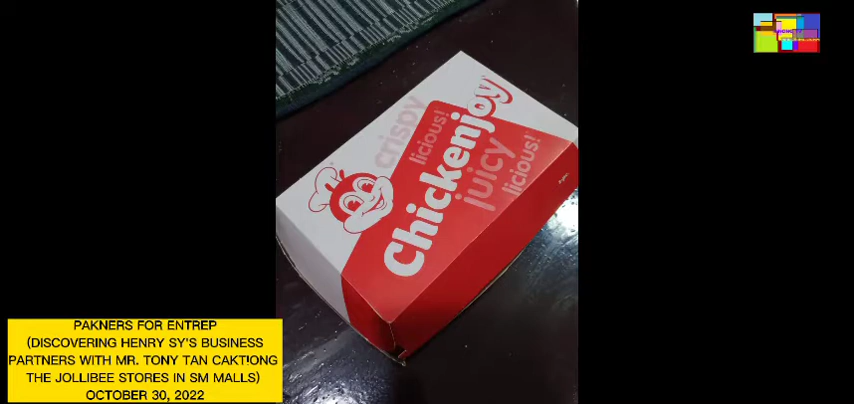 crispy
licious!
Chickenjoy
juicy
licious!
PAKNERS FOR ENTREP
(DISCOVERING HENRY SY'S BUSINESS
PARTNERS WITH MR. TONY TAN CAKTIONG
THE JOLLIBEE STORES IN SM MALLS)
OCTOBER 30, 2022